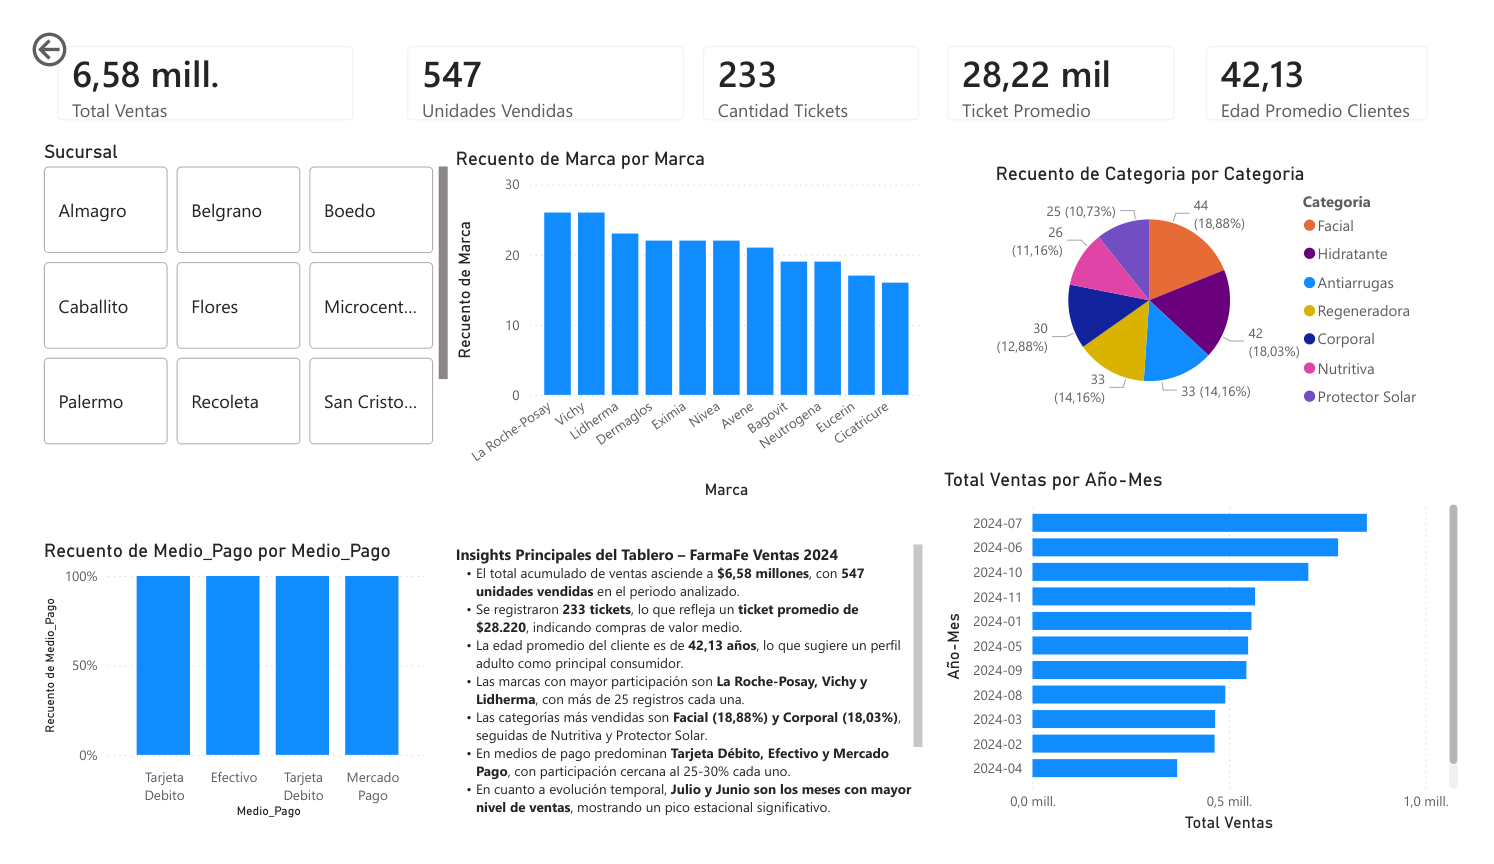 6,58 mill.
Total Ventas
547
Unidades Vendidas
233
Cantidad Tickets
28,22 mil
Ticket Promedio
42,13
Edad Promedio Clientes
Sucursal
Almagro
Belgrano
Boedo
Caballito
Flores
Microcent...
Palermo
Recoleta
San Cristo...
Recuento de Marca por Marca
Recuento de Marca
30
20
10
0
La Roche-Posay
Vichy
Lidherma
Dermaglos
Eximia
Nivea
Avene
Bagovit
Neutrogena
Eucerin
Cicatricure
Marca
Recuento de Categoria por Categoria
44
(18,88%)
42
(18,03%)
33 (14,16%)
33
(14,16%)
30
(12,88%)
26
(11,16%)
25 (10,73%)
Categoria
Facial
Hidratante
Antiarrugas
Regeneradora
Corporal
Nutritiva
Protector Solar
Recuento de Medio_Pago por Medio_Pago
Recuento de Medio_Pago
100%
50%
0%
Tarjeta
Debito
Efectivo
Tarjeta
Debito
Mercado
Pago
Medio_Pago
Insights Principales del Tablero – FarmaFe Ventas 2024
• El total acumulado de ventas asciende a $6,58 millones, con 547
unidades vendidas en el periodo analizado.
• Se registraron 233 tickets, lo que refleja un ticket promedio de
$28.220, indicando compras de valor medio.
• La edad promedio del cliente es de 42,13 años, lo que sugiere un perfil
adulto como principal consumidor.
• Las marcas con mayor participación son La Roche-Posay, Vichy y
Lidherma, con más de 25 registros cada una.
• Las categorías más vendidas son Facial (18,88%) y Corporal (18,03%),
seguidas de Nutritiva y Protector Solar.
• En medios de pago predominan Tarjeta Débito, Efectivo y Mercado
Pago, con participación cercana al 25-30% cada uno.
• En cuanto a evolución temporal, Julio y Junio son los meses con mayor
nivel de ventas, mostrando un pico estacional significativo.
Total Ventas por Año-Mes
Año-Mes
2024-07
2024-06
2024-10
2024-11
2024-01
2024-05
2024-09
2024-08
2024-03
2024-02
2024-04
0,0 mill.
0,5 mill.
1,0 mill.
Total Ventas